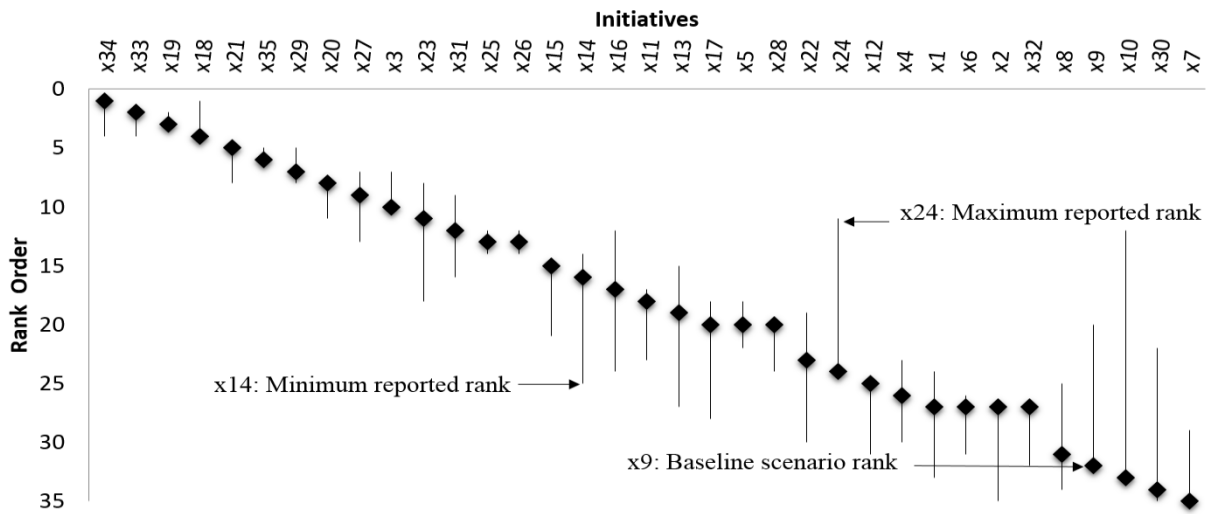 Initiatives
x34 x33 x19 x18 x21 x35 x29 x20 x27 x3 x23 x31 x25 x26 x15 x14 x16 x11 x13 x17 x5 x28 x22 x24 x12 x4 x1 x6 x2 x32 x8 x9 x10 x30 x7
0
5
10
x24: Maximum reported rank
15
Rank Order
20
25
x14: Minimum reported rank
30
x9: Baseline scenario rank
35